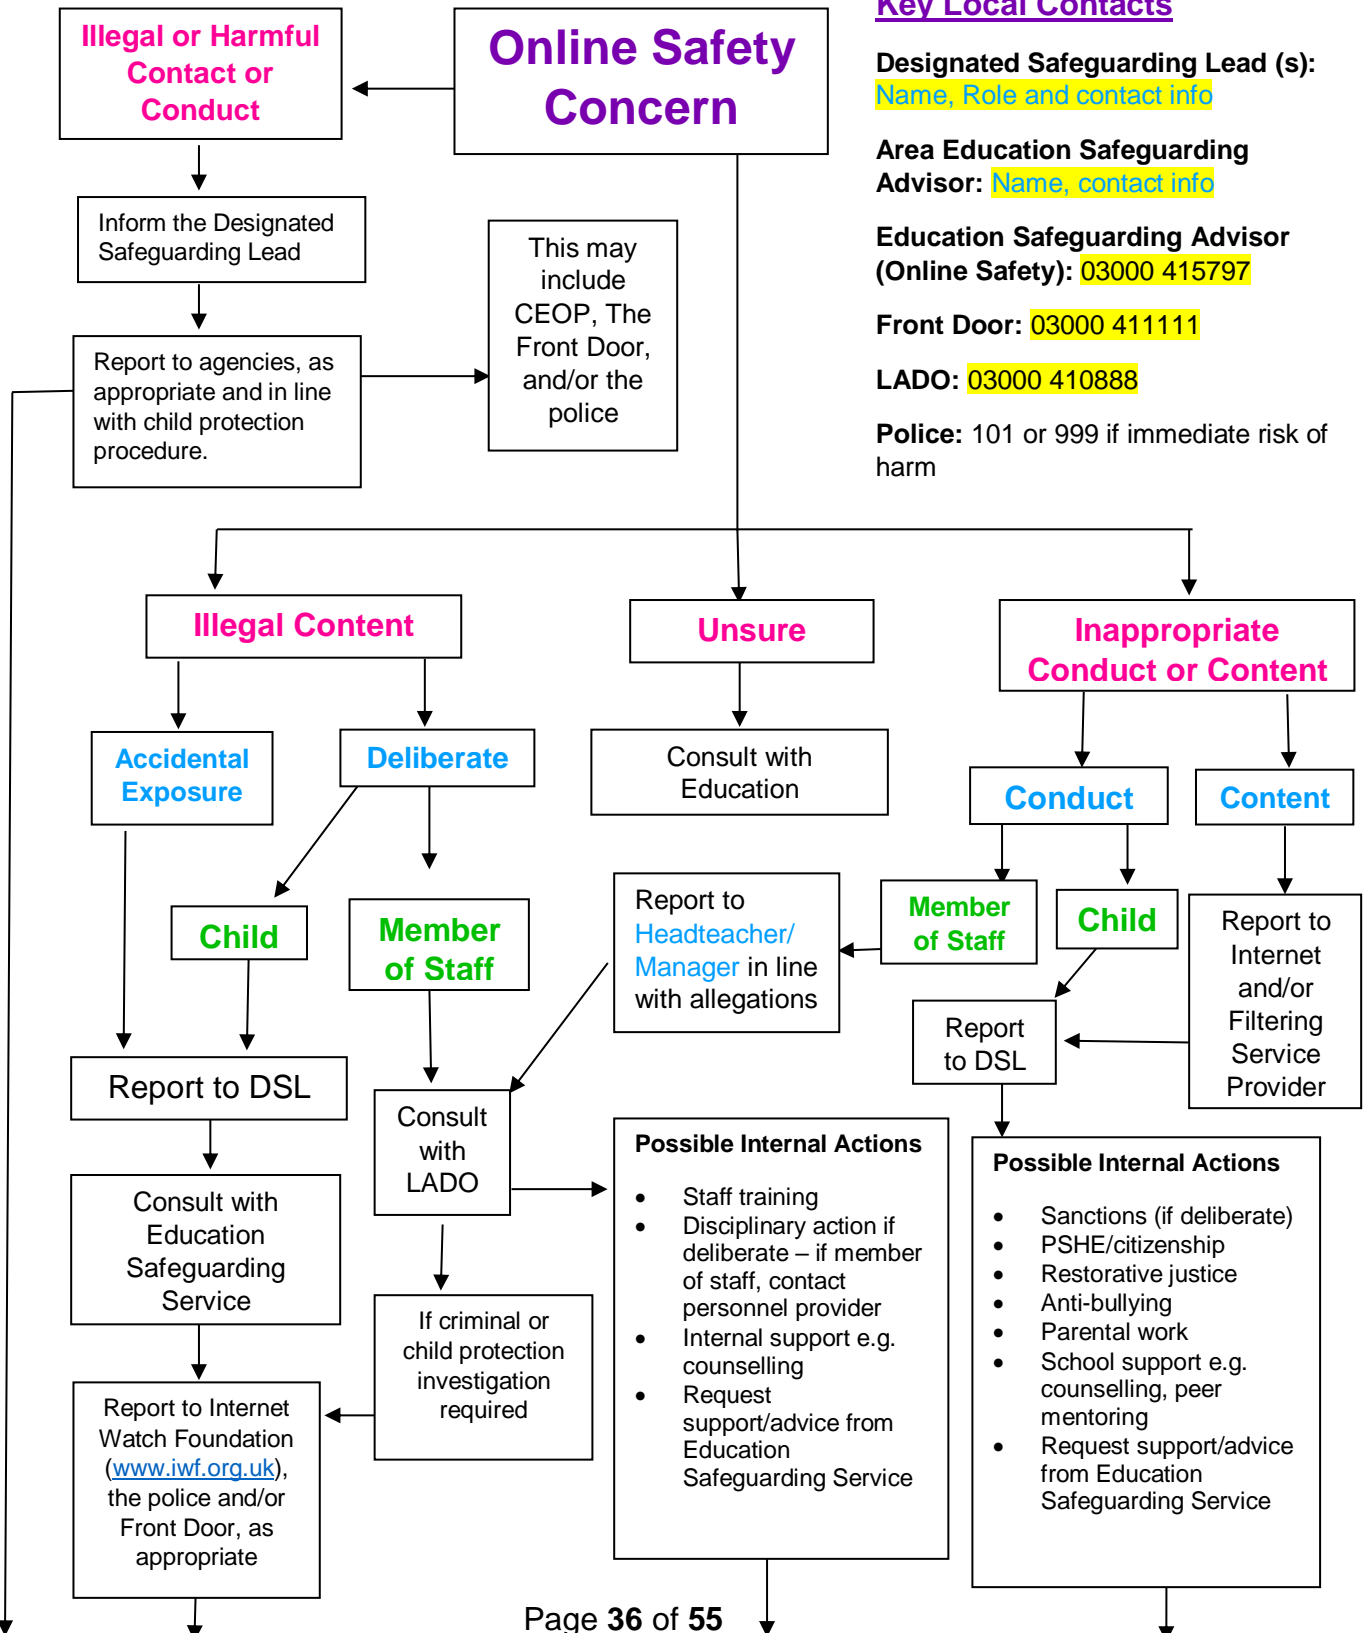 Key Local Contacts
Illegal or Harmful
Contact or
Conduct
Online Safety
Concern
Designated Safeguarding Lead (s):
Name, Role and contact info
Area Education Safeguarding
Advisor: Name, contact info
Education Safeguarding Advisor
(Online Safety): 03000 415797
Front Door: 03000 411111
LADO: 03000 410888
Police: 101 or 999 if immediate risk of
harm
Inform the Designated
Safeguarding Lead
This may
include
CEOP, The
Front Door,
and/or the
police
Report to agencies, as
appropriate and in line
with child protection
procedure.
Illegal Content
Unsure
Inappropriate
Conduct or Content
Accidental
Exposure
Deliberate
Consult with
Education
Conduct
Content
Child
Member
of Staff
Report to
Headteacher/
Manager in line
with allegations
Member
of Staff
Child
Report to
Internet
and/or
Filtering
Service
Provider
Report to DSL
Consult
with
LADO
Report
to DSL
Consult with
Education
Safeguarding
Service
If criminal or
child protection
investigation
required
Report to Internet
Watch Foundation
(www.iwf.org.uk),
the police and/or
Front Door, as
appropriate
Possible Internal Actions
• Staff training
• Disciplinary action if
deliberate – if member
of staff, contact
personnel provider
• Internal support e.g.
counselling
• Request
support/advice from
Education
Safeguarding Service
Possible Internal Actions
• Sanctions (if deliberate)
• PSHE/citizenship
• Restorative justice
• Anti-bullying
• Parental work
• School support e.g.
counselling, peer
mentoring
• Request support/advice
from Education
Safeguarding Service
Page 36 of 55